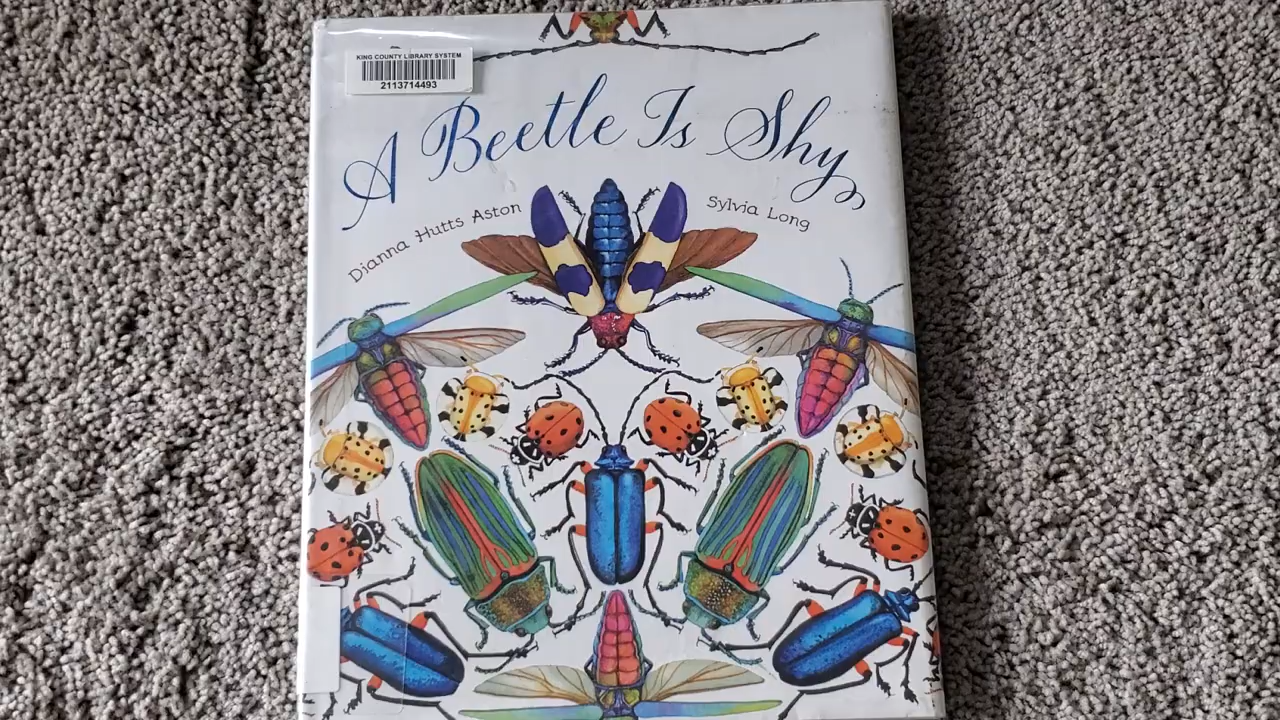 KING COUNTY LIBRARY SYSTEM
2113714493
A Beetle Is Shy
Dianna Hutts Aston
Sylvia Long